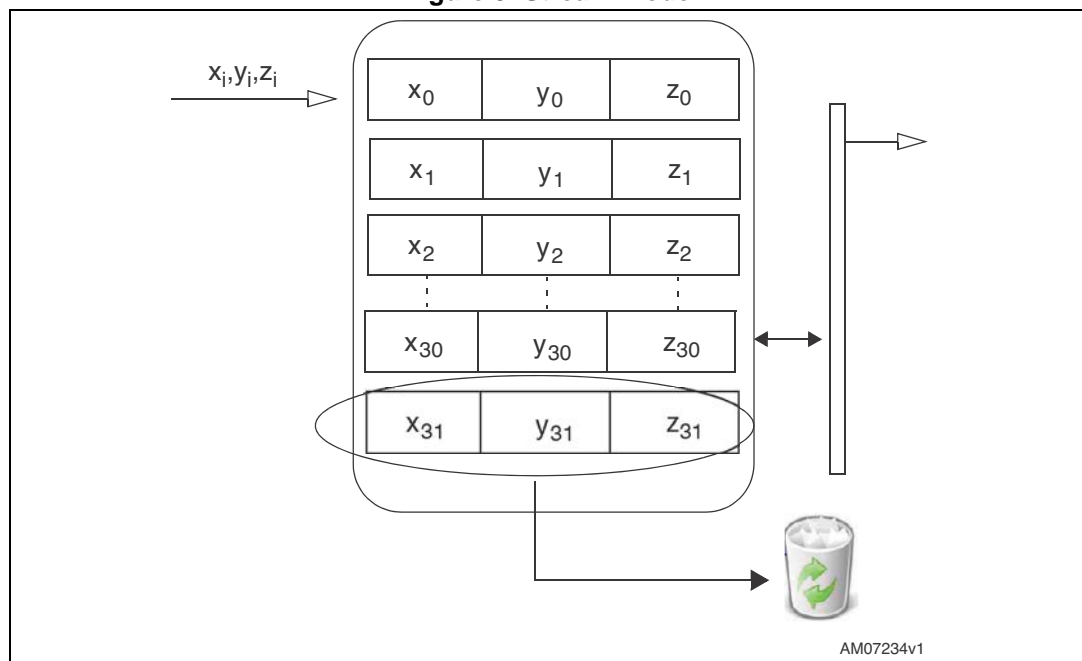 xᵢ,yᵢ,zᵢ
x₀ y₀ z₀
x₁ y₁ z₁
x₂ y₂ z₂
x₃₀ y₃₀ z₃₀
x₃₁ y₃₁ z₃₁
AM07234v1